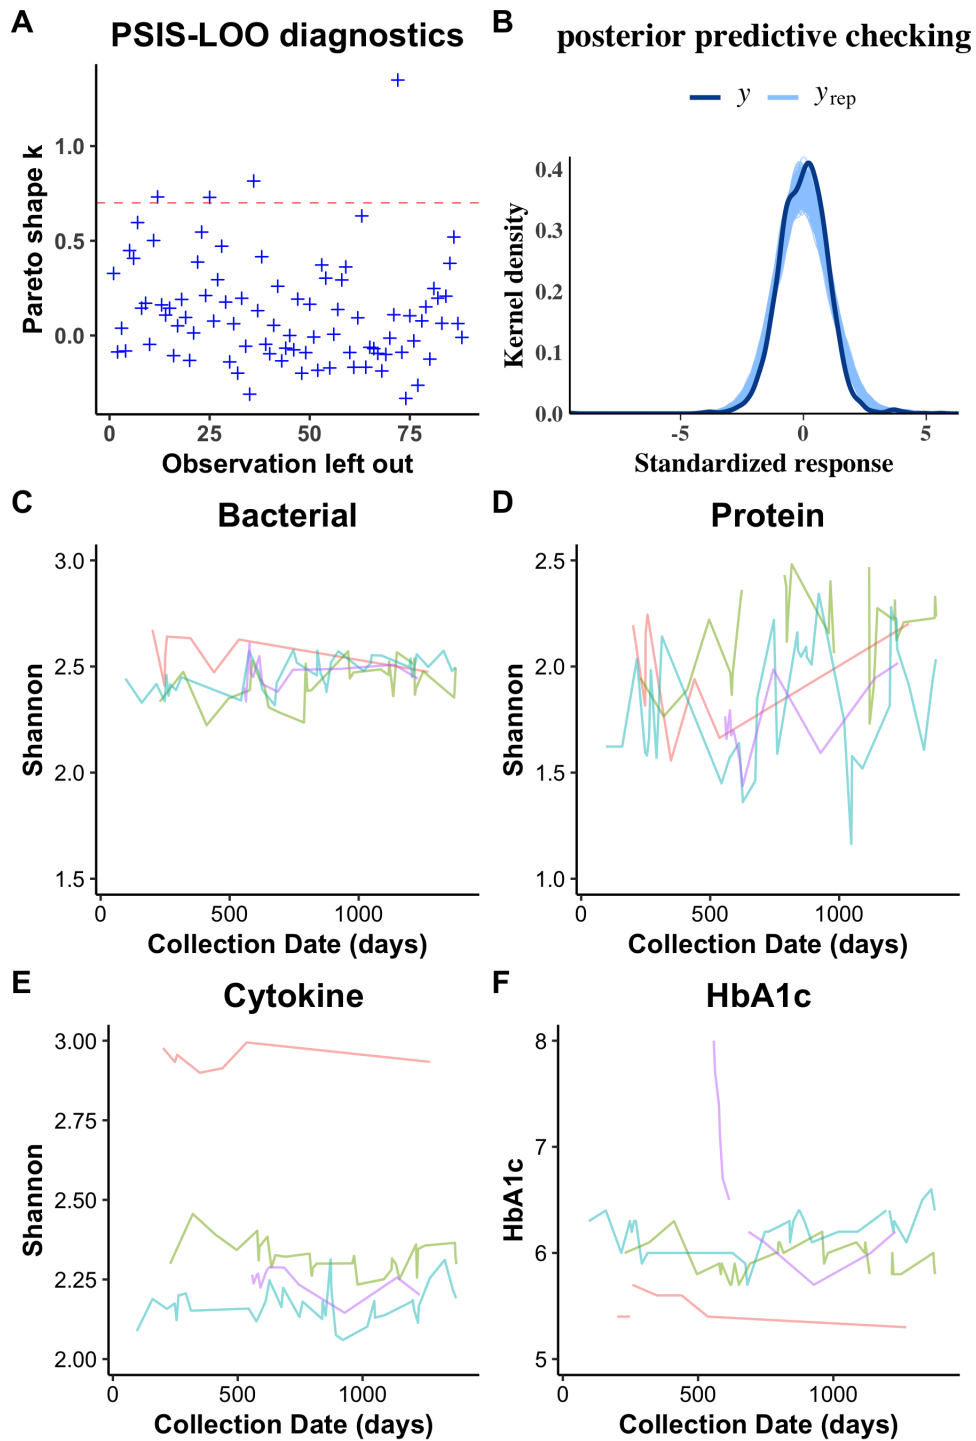 A
PSIS-LOO diagnostics
Pareto shape k
1.0
0.5
0.0
0 25 50 75
Observation left out
B
posterior predictive checking
y yrep
Kernel density
0.4
0.3
0.2
0.1
0.0
-5 0 5
Standardized response
C
Bacterial
Shannon
3.0
2.5
2.0
1.5
0 500 1000
Collection Date (days)
D
Protein
Shannon
2.5
2.0
1.5
1.0
0 500 1000
Collection Date (days)
E
Cytokine
Shannon
3.00
2.75
2.50
2.25
2.00
0 500 1000
Collection Date (days)
F
HbA1c
HbA1c
8
7
6
5
0 500 1000
Collection Date (days)